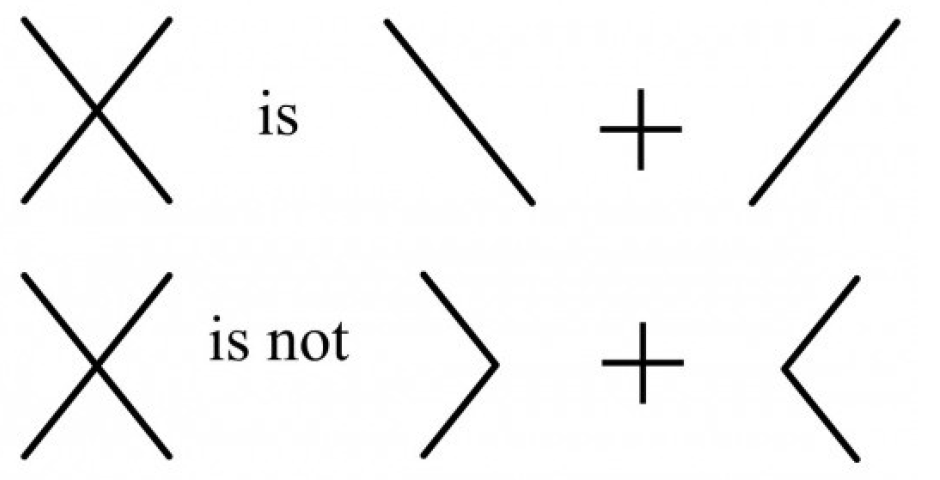 X is \ + /
X is not > + <